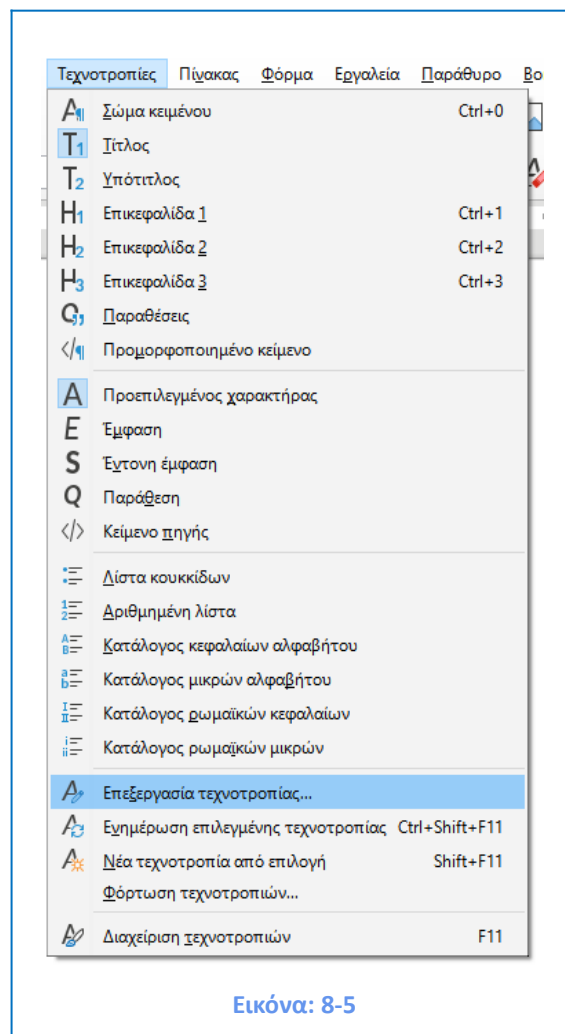 Τεχνοτροπίες Πίνακας Φόρμα Εργαλεία Παράθυρο Βο
Σώμα κειμένου Ctrl+0
Τίτλος
Υπότιτλος
Επικεφαλίδα 1 Ctrl+1
Επικεφαλίδα 2 Ctrl+2
Επικεφαλίδα 3 Ctrl+3
Παραθέσεις
Προμορφοποιημένο κείμενο
Προεπιλεγμένος χαρακτήρας
Έμφαση
Έντονη έμφαση
Παράθεση
Κείμενο πηγής
Λίστα κουκκίδων
Αριθμημένη λίστα
Κατάλογος κεφαλαίων αλφαβήτου
Κατάλογος μικρών αλφαβήτου
Κατάλογος ρωμαϊκών κεφαλαίων
Κατάλογος ρωμαϊκών μικρών
Επεξεργασία τεχνοτροπίας...
Ενημέρωση επιλεγμένης τεχνοτροπίας Ctrl+Shift+F11
Νέα τεχνοτροπία από επιλογή Shift+F11
Φόρτωση τεχνοτροπιών...
Διαχείριση τεχνοτροπιών F11
Εικόνα: 8-5